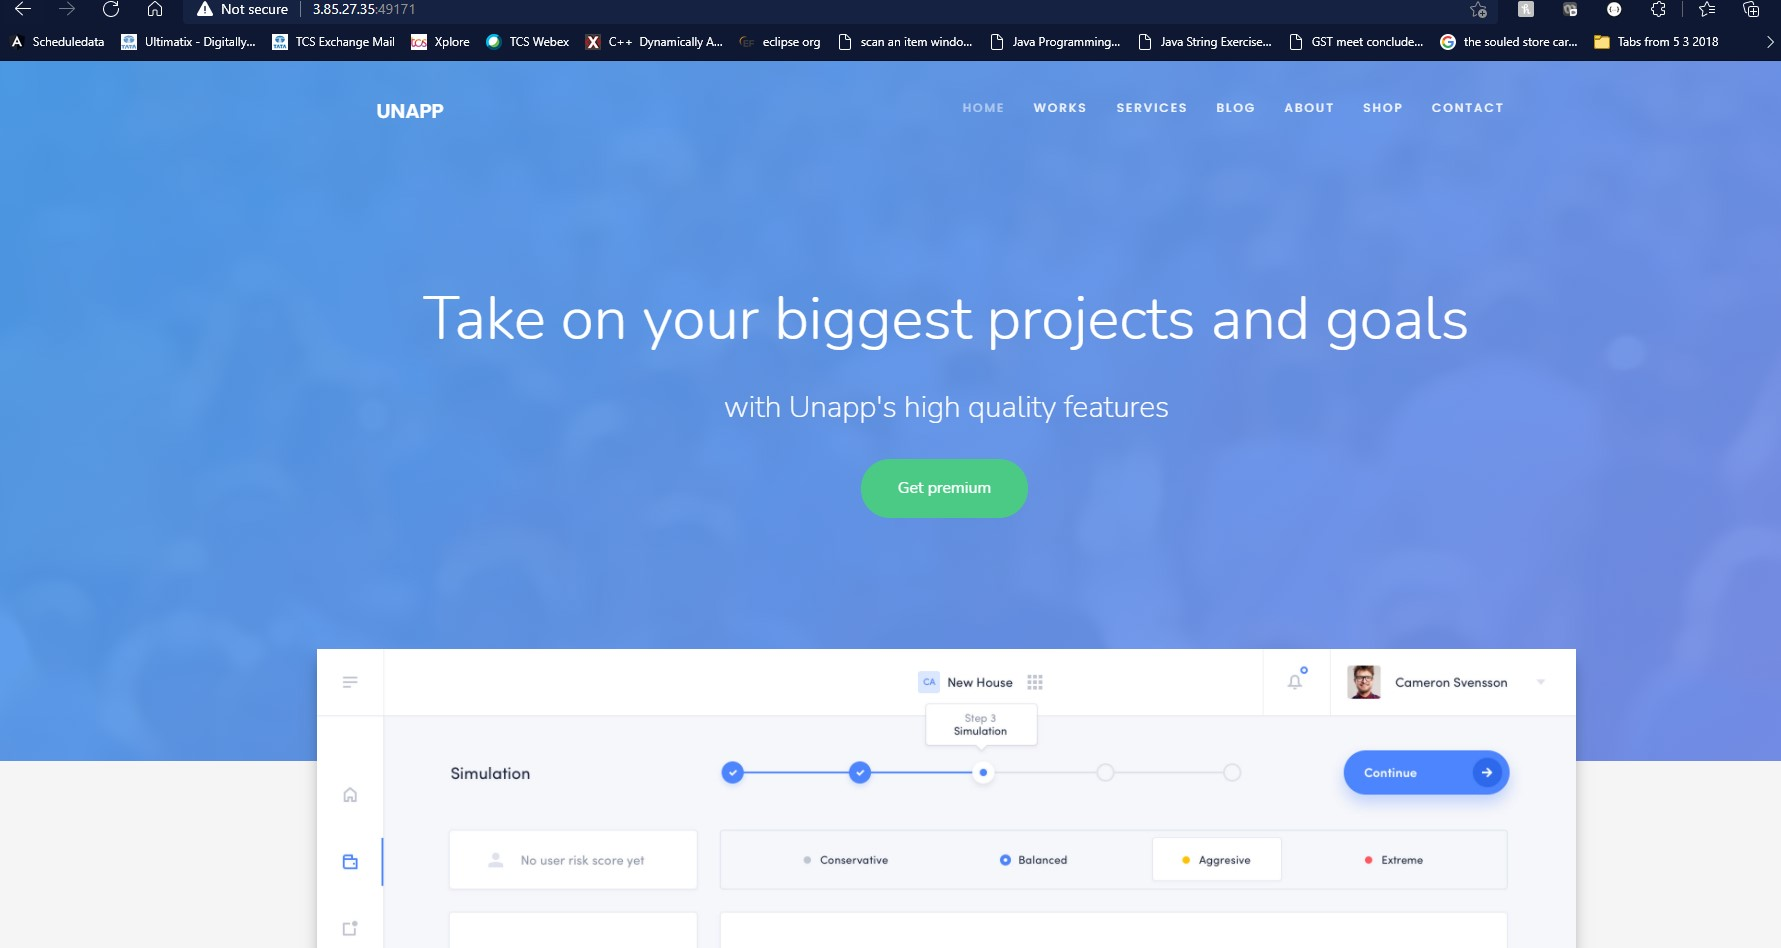 Not secure | 3.85.27.35:49171
Scheduledata Ultimatix - Digitally... TCS Exchange Mail Xplore TCS Webex C++ Dynamically A... eclipse org scan an item windo... Java Programming... Java String Exercise... GST meet conclude... the souled store car... Tabs from 5 3 2018
UNAPP HOME WORKS SERVICES BLOG ABOUT SHOP CONTACT
Take on your biggest projects and goals
with Unapp's high quality features
Get premium
CA New House Cameron Svensson
Step 3
Simulation
Simulation Continue
No user risk score yet Conservative Balanced Aggresive Extreme